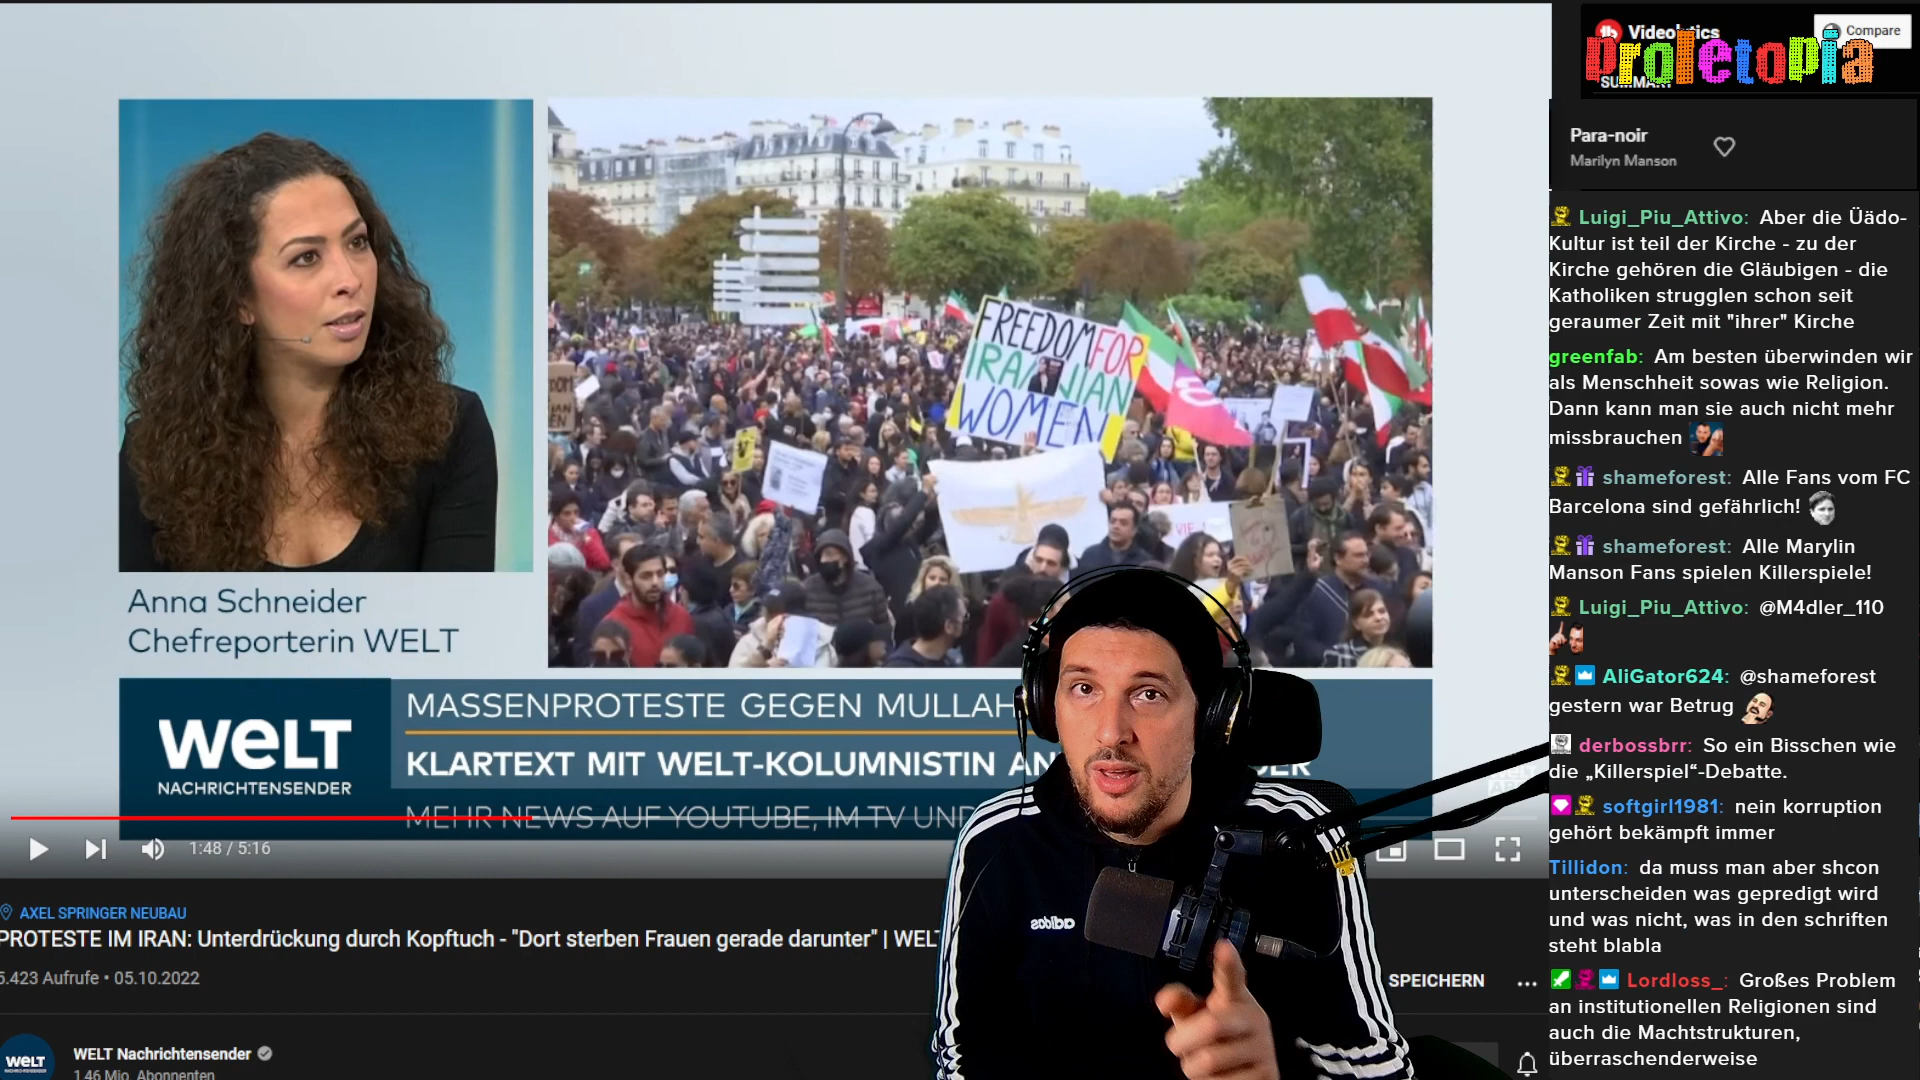 Videolytics
Compare
Proletopia
SUMMARY
Para-noir
Marilyn Manson
FREEDOM FOR
IRANIAN
WOMEN
Anna Schneider
Chefreporterin WELT
WELT
NACHRICHTENSENDER
MASSENPROTESTE GEGEN MULLAH
KLARTEXT MIT WELT-KOLUMNISTIN AN
DER
MEHR NEWS AUF YOUTUBE, IM TV UND
1:48 / 5:16
AXEL SPRINGER NEUBAU
PROTESTE IM IRAN: Unterdrückung durch Kopftuch - "Dort sterben Frauen gerade darunter" | WELT
5.423 Aufrufe • 05.10.2022
SPEICHERN
WELT
WELT Nachrichtensender
1,46 Mio. Abonnenten
adidas
Luigi_Piu_Attivo: Aber die Üädo-
Kultur ist teil der Kirche - zu der
Kirche gehören die Gläubigen - die
Katholiken strugglen schon seit
geraumer Zeit mit "ihrer" Kirche
greenfab: Am besten überwinden wir
als Menschheit sowas wie Religion.
Dann kann man sie auch nicht mehr
missbrauchen
shameforest: Alle Fans vom FC
Barcelona sind gefährlich!
shameforest: Alle Marylin
Manson Fans spielen Killerspiele!
Luigi_Piu_Attivo: @M4dler_110
AliGator624: @shameforest
gestern war Betrug
derbossbrr: So ein Bisschen wie
die „Killerspiel“-Debatte.
softgirl1981: nein korruption
gehört bekämpft immer
Tillidon: da muss man aber shcon
unterscheiden was gepredigt wird
und was nicht, was in den schriften
steht blabla
Lordloss_: Großes Problem
an institutionellen Religionen sind
auch die Machtstrukturen,
überraschenderweise